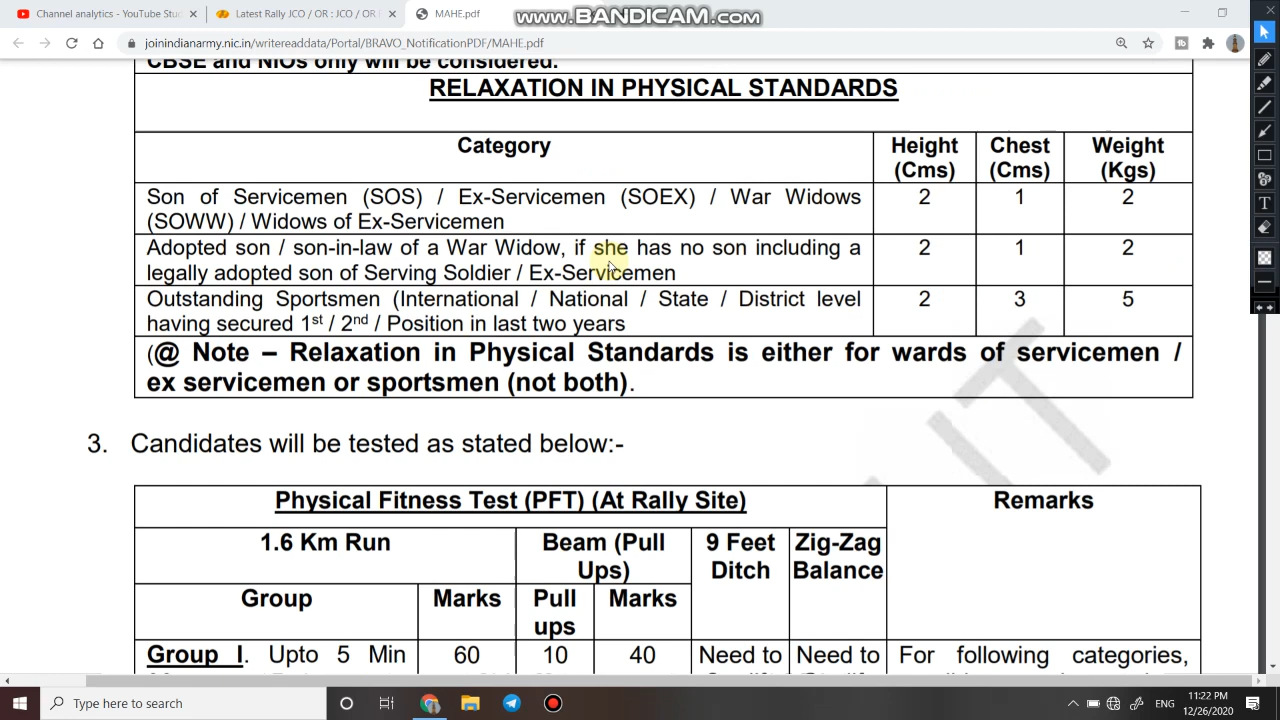 Channel analytics - YouTube Stud
Latest Rally JCO / OR : JCO / OR
MAHE.pdf
www.BANDICAM.com
joinindianarmy.nic.in/writereaddata/Portal/BRAVO_NotificationPDF/MAHE.pdf
CBSE and NIOs only will be considered.
RELAXATION IN PHYSICAL STANDARDS
Category Height (Cms) Chest (Cms) Weight (Kgs)
Son of Servicemen (SOS) / Ex-Servicemen (SOEX) / War Widows 2 1 2
(SOWW) / Widows of Ex-Servicemen
Adopted son / son-in-law of a War Widow, if she has no son including a 2 1 2
legally adopted son of Serving Soldier / Ex-Servicemen
Outstanding Sportsmen (International / National / State / District level 2 3 5
having secured 1st / 2nd / Position in last two years
(@ Note – Relaxation in Physical Standards is either for wards of servicemen /
ex servicemen or sportsmen (not both).
3. Candidates will be tested as stated below:-
Physical Fitness Test (PFT) (At Rally Site) Remarks
1.6 Km Run Beam (Pull Ups) 9 Feet Ditch Zig-Zag Balance
Group Marks Pull ups Marks
Group I. Upto 5 Min 60 10 40 Need to Need to For following categories,
Type here to search
ENG
11:22 PM
12/26/2020